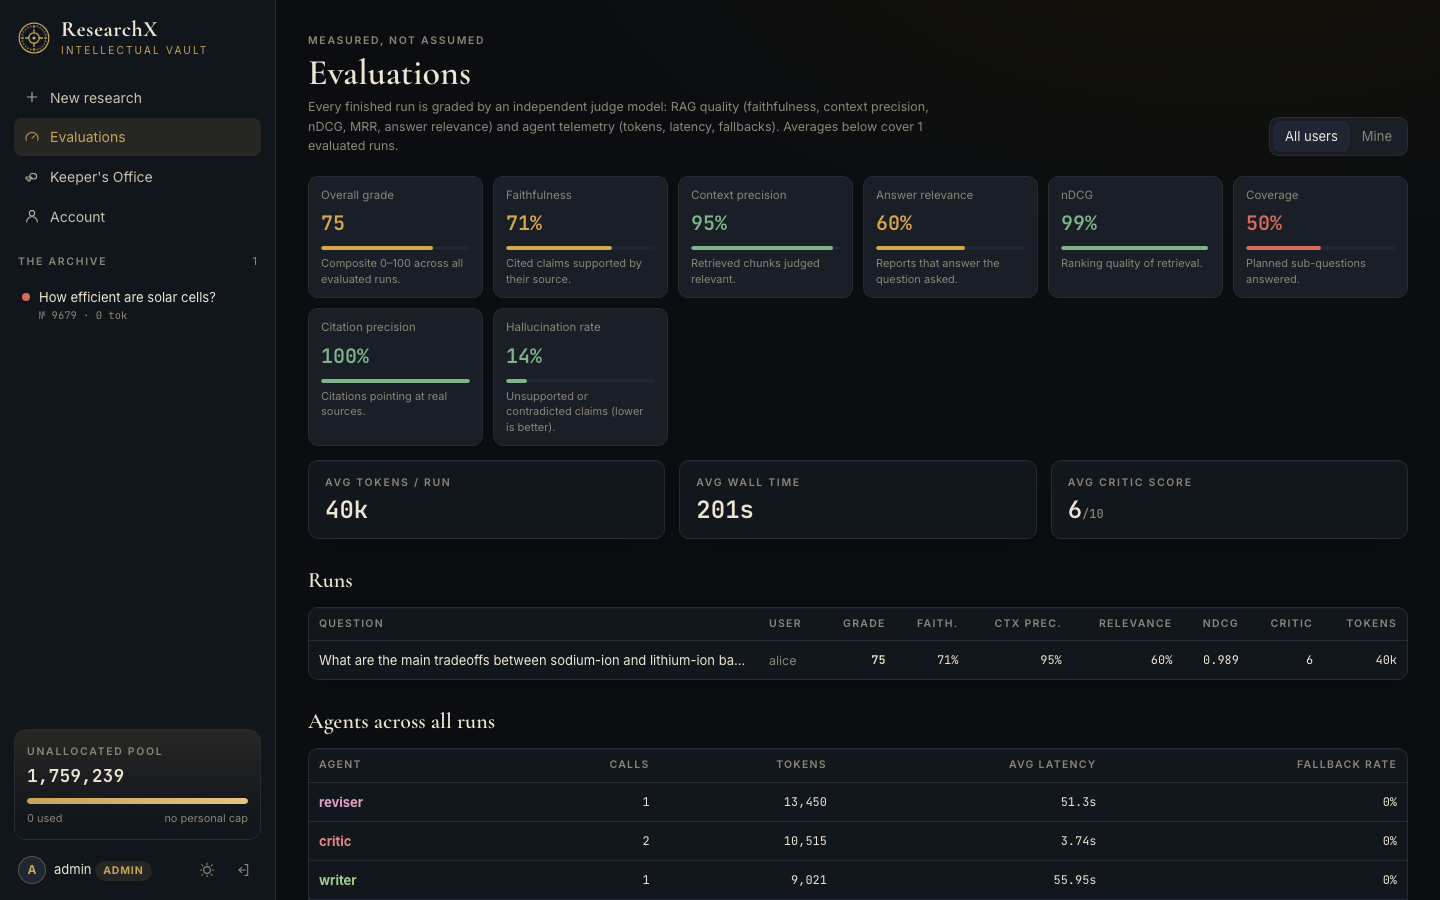 ResearchX
INTELLECTUAL VAULT
New research
Evaluations
Keeper's Office
Account
THE ARCHIVE 1
How efficient are solar cells?
№ 9679 · 0 tok
UNALLOCATED POOL
1,759,239
0 used no personal cap
A admin ADMIN
MEASURED, NOT ASSUMED
Evaluations
Every finished run is graded by an independent judge model: RAG quality (faithfulness, context precision,
nDCG, MRR, answer relevance) and agent telemetry (tokens, latency, fallbacks). Averages below cover 1
evaluated runs.
All users Mine
Overall grade
75
Composite 0–100 across all
evaluated runs.
Faithfulness
71%
Cited claims supported by
their source.
Context precision
95%
Retrieved chunks judged
relevant.
Answer relevance
60%
Reports that answer the
question asked.
nDCG
99%
Ranking quality of retrieval.
Coverage
50%
Planned sub-questions
answered.
Citation precision
100%
Citations pointing at real
sources.
Hallucination rate
14%
Unsupported or
contradicted claims (lower
is better).
AVG TOKENS / RUN
40k
AVG WALL TIME
201s
AVG CRITIC SCORE
6/10
Runs
QUESTION USER GRADE FAITH. CTX PREC. RELEVANCE NDCG CRITIC TOKENS
What are the main tradeoffs between sodium-ion and lithium-ion ba... alice 75 71% 95% 60% 0.989 6 40k
Agents across all runs
AGENT CALLS TOKENS AVG LATENCY FALLBACK RATE
reviser 1 13,450 51.3s 0%
critic 2 10,515 3.74s 0%
writer 1 9,021 55.95s 0%